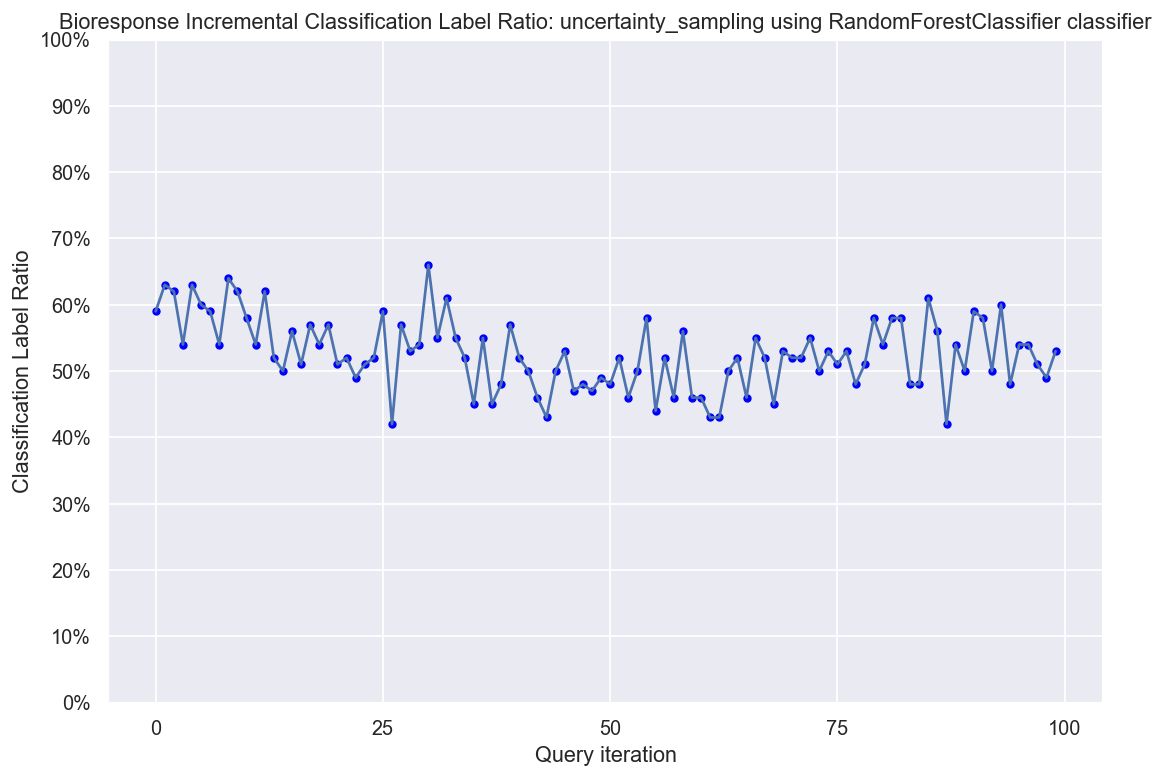 Bioresponse Incremental Classification Label Ratio: uncertainty_sampling using RandomForestClassifier classifier
100%
90%
80%
70%
60%
50%
40%
30%
20%
10%
0%
Classification Label Ratio
0 25 50 75 100
Query iteration